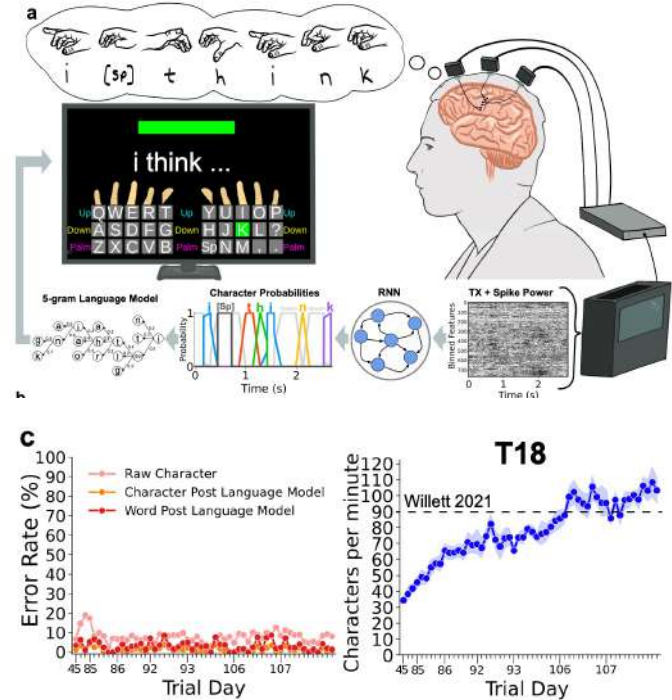 a
i [sp] t h i n k
i think ...
Up Q W E R T Up Y U I O P Up
Down A S D F G Down H J K L ? Down
Palm Z X C V B Palm Sp N M , . Palm
5-gram Language Model
Character Probabilities
RNN
TX + Spike Power
i [Sp] t h i n k
1
Probability
0
0 1 2
Time (s)
Binned Features
0 1 2
Time (s)
c
T18
100
90
80
70
60
50
40
30
20
10
0
Error Rate (%)
Raw Character
Character Post Language Model
Word Post Language Model
45 85 86 92 93 106 107
Trial Day
120
110
100
90
80
70
60
50
40
30
20
10
0
Characters per minute
Willett 2021
45 85 86 92 93 106 107
Trial Day